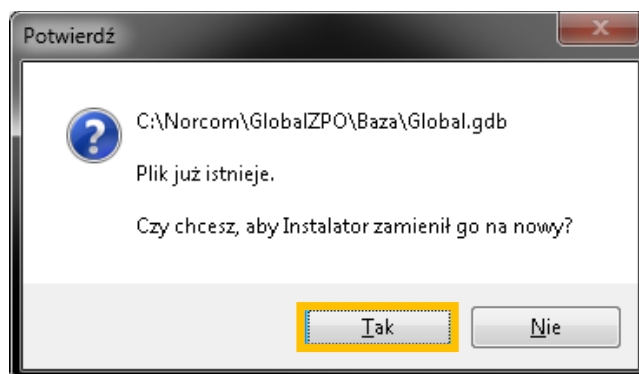 Potwierdź
C:\Norcom\GlobalZPO\Baza\Global.gdb
Plik już istnieje.
Czy chcesz, aby Instalator zamienił go na nowy?
Tak
Nie